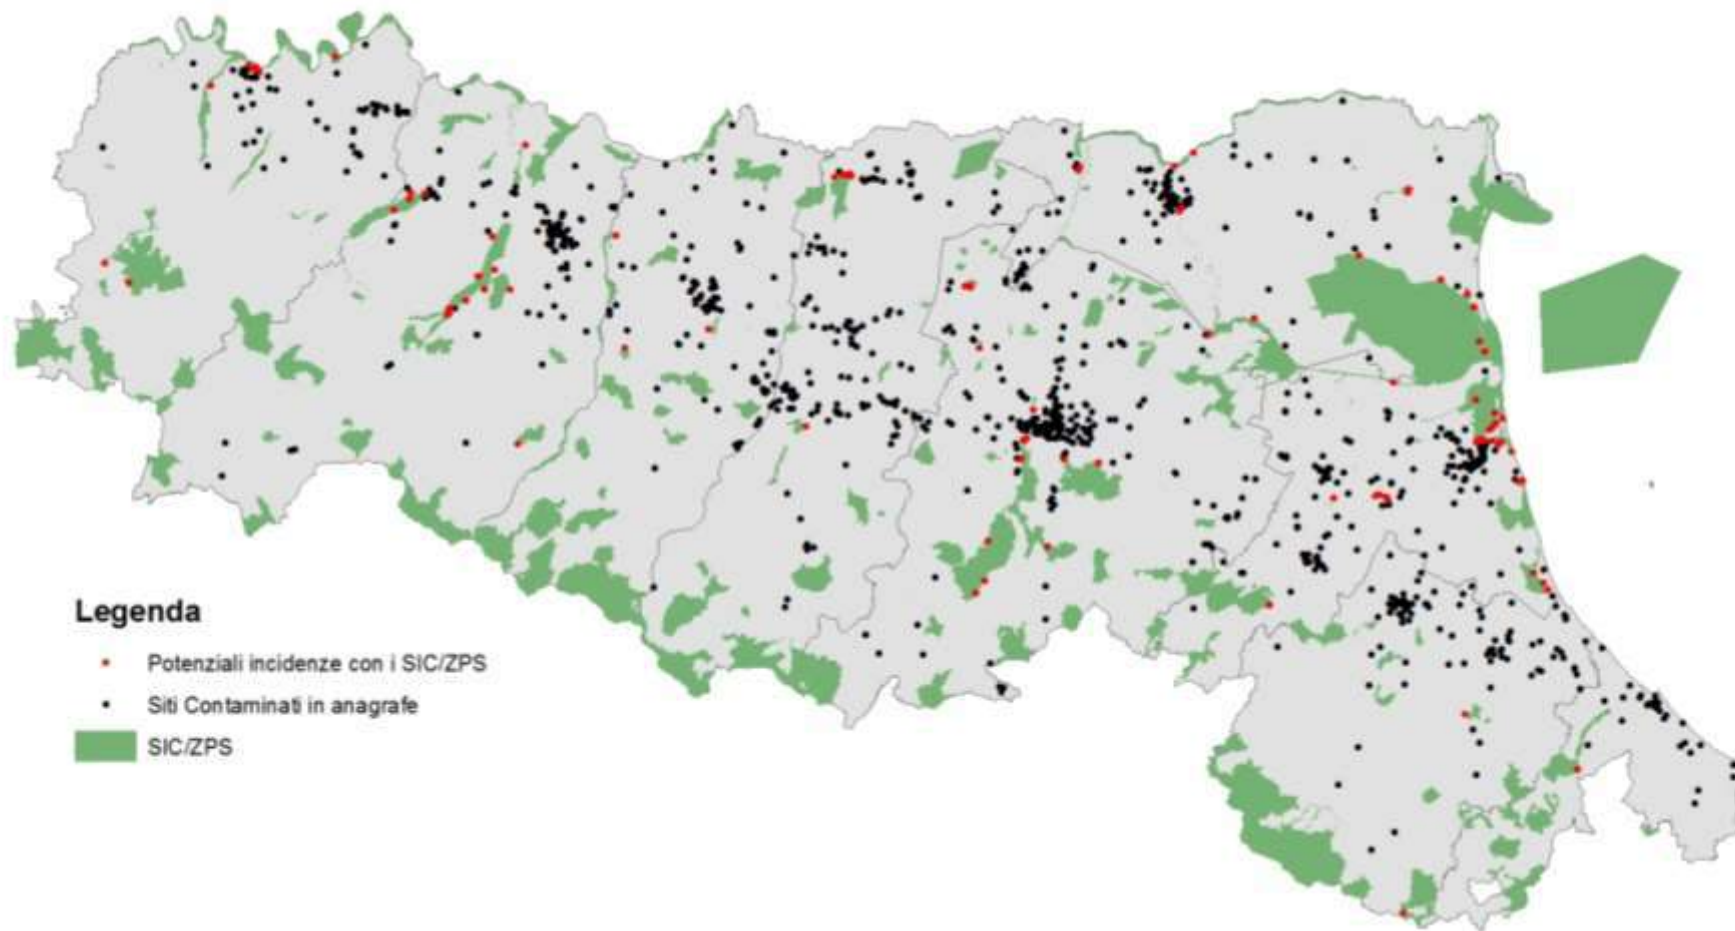 Legenda
Potenziali incidenze con i SIC/ZPS
Siti Contaminati in anagrafe
SIC/ZPS